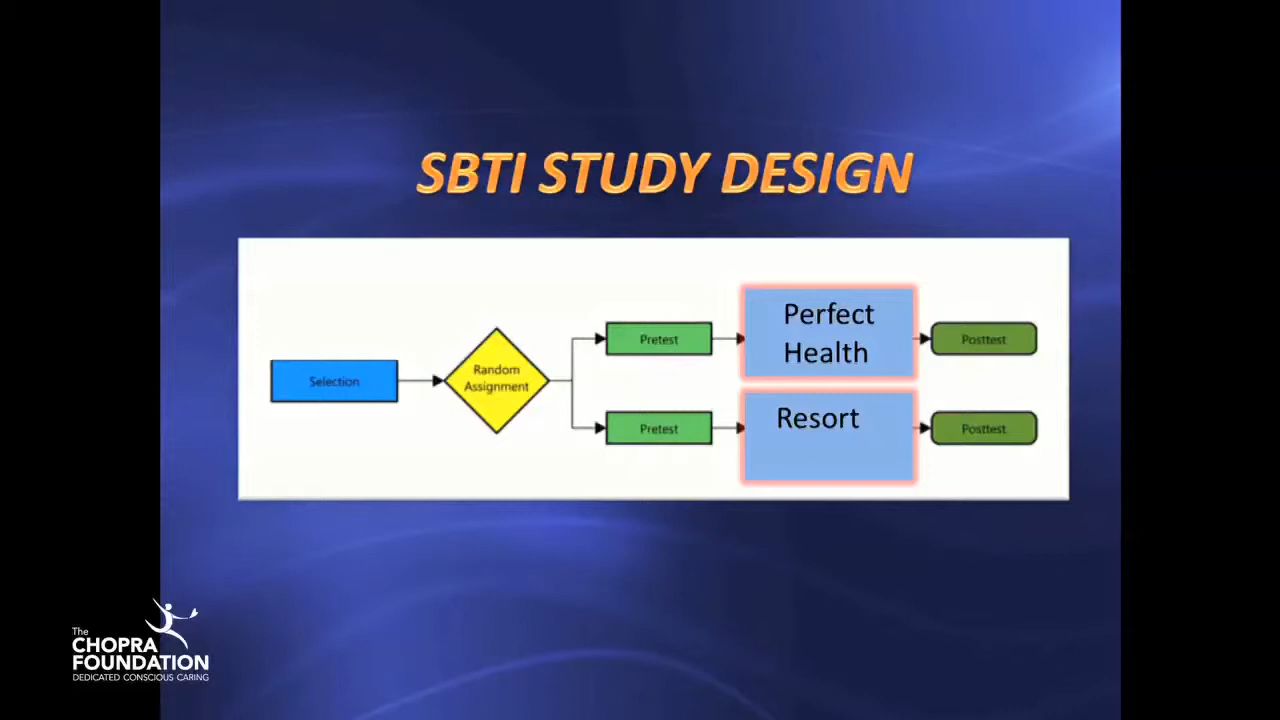 SBTI STUDY DESIGN
Selection
Random
Assignment
Pretest
Perfect
Health
Posttest
Pretest
Resort
Posttest
The
CHOPRA
FOUNDATION
DEDICATED CONSCIOUS CARING